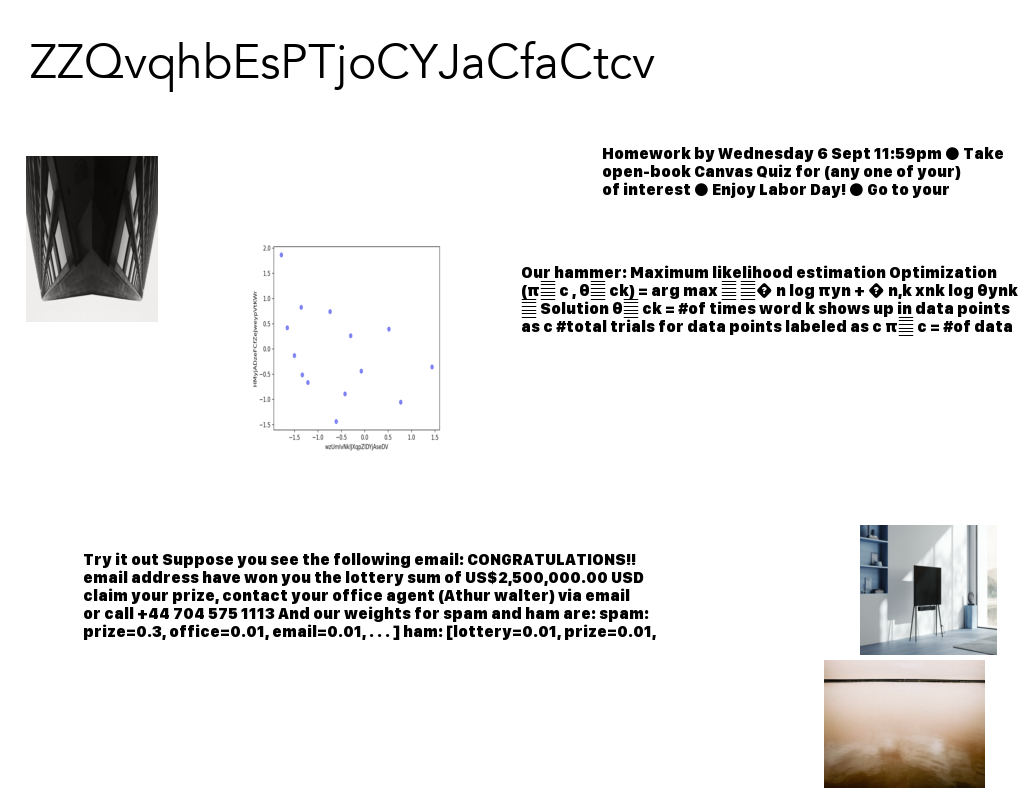 ZZQvqhbEsPTjoCYJaCfaCtcv
Homework by Wednesday 6 Sept 11:59pm ● Take
open-book Canvas Quiz for (any one of your)
of interest ● Enjoy Labor Day! ● Go to your
Our hammer: Maximum likelihood estimation Optimization
(π𝄚 c , θ𝄚 ck) = arg max 𝄚 𝄚� n log πyn + � n,k xnk log θynk
𝄚 Solution θ𝄚 ck = #of times word k shows up in data points
as c #total trials for data points labeled as c π𝄚 c = #of data
2.0
1.5
1.0
0.5
0.0
−0.5
−1.0
−1.5
−1.5 −1.0 −0.5 0.0 0.5 1.0 1.5
Try it out Suppose you see the following email: CONGRATULATIONS!!
email address have won you the lottery sum of US$2,500,000.00 USD
claim your prize, contact your office agent (Athur walter) via email
or call +44 704 575 1113 And our weights for spam and ham are: spam:
prize=0.3, office=0.01, email=0.01, . . . ] ham: [lottery=0.01, prize=0.01,